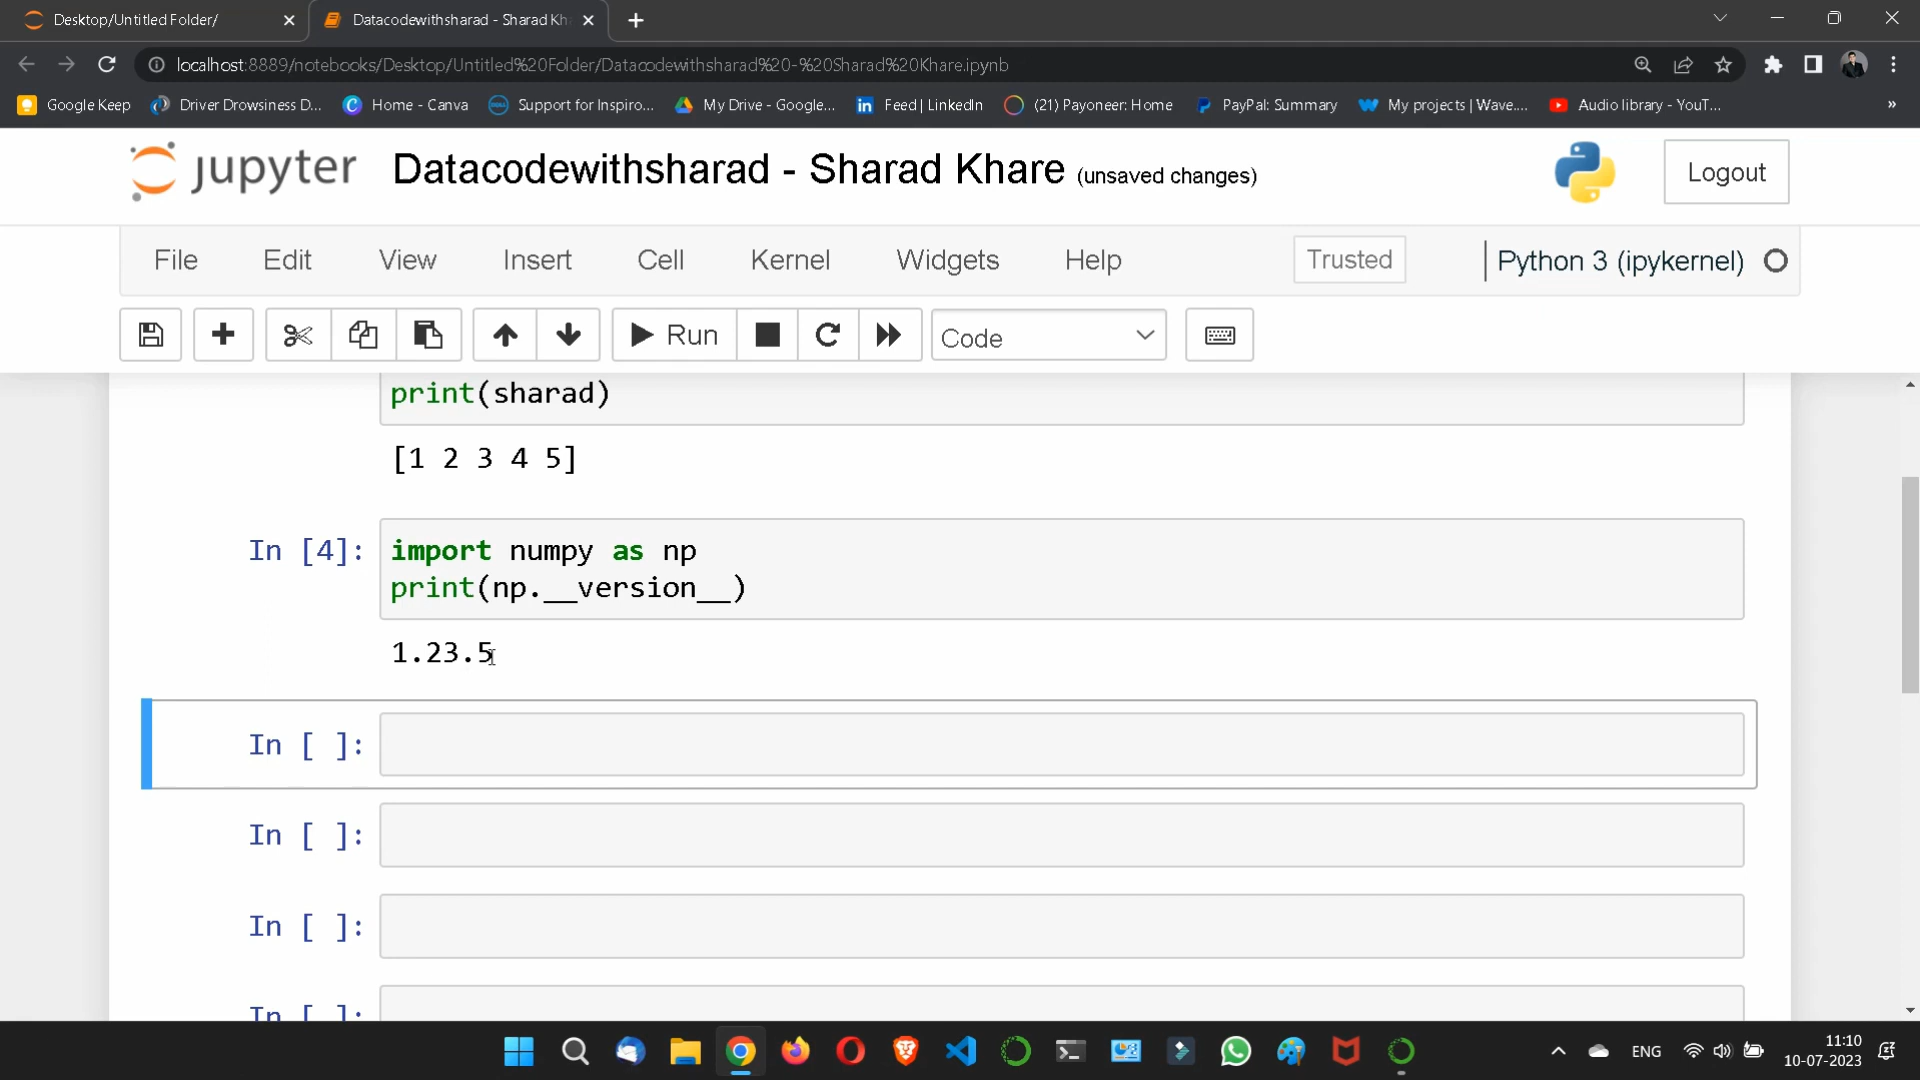 Desktop/Untitled Folder/
Datacodewithsharad - Sharad Kh
localhost:8889/notebooks/Desktop/Untitled%20Folder/Datacodewithsharad%20-%20Sharad%20Khare.ipynb
Google Keep
Driver Drowsiness D...
Home - Canva
Support for Inspiro...
My Drive - Google...
Feed | LinkedIn
(21) Payoneer: Home
PayPal: Summary
My projects | Wave....
Audio library - YouT...
»
jupyter Datacodewithsharad - Sharad Khare (unsaved changes)
Logout
File Edit View Insert Cell Kernel Widgets Help
Trusted
Python 3 (ipykernel)
Run
Code
print(sharad)
[1 2 3 4 5]
In [4]: import numpy as np
print(np.__version__)
1.23.5
In [ ]:
In [ ]:
In [ ]:
In [ ]:
ENG
11:10
10-07-2023